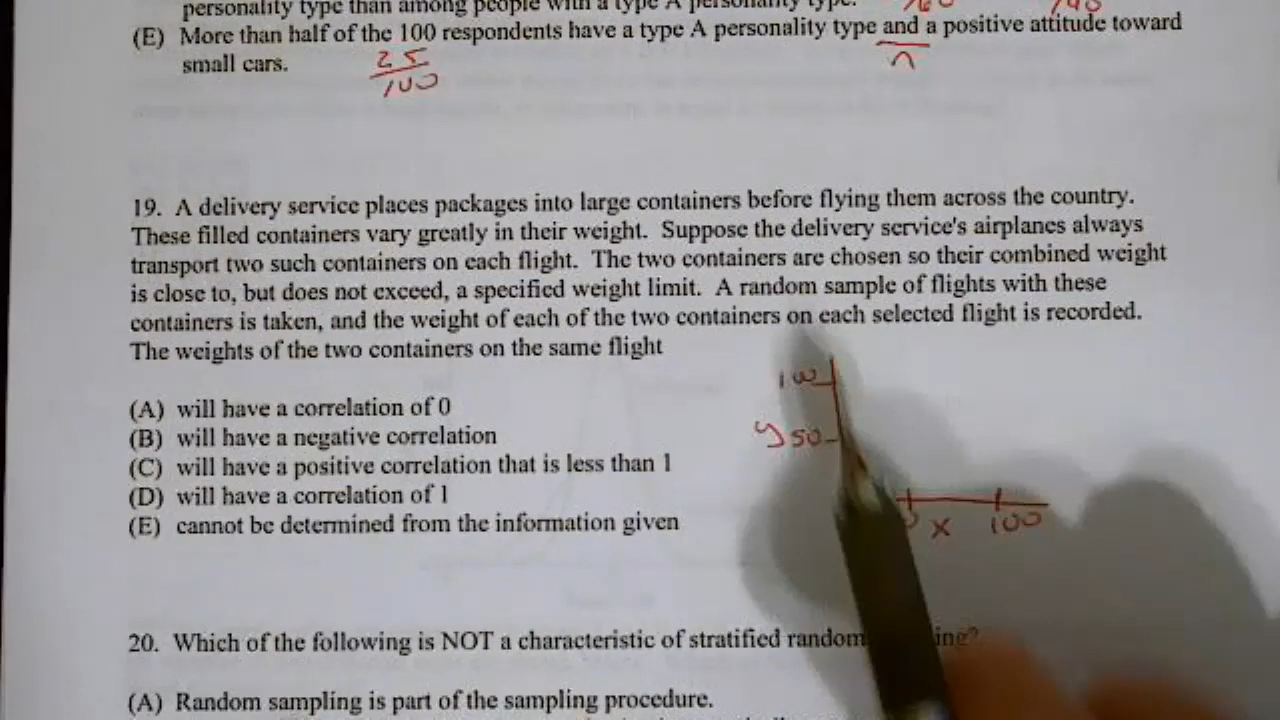 personality type than among people with a type A personality type.
(E) More than half of the 100 respondents have a type A personality type and a positive attitude toward
small cars.
25
100
n
19. A delivery service places packages into large containers before flying them across the country.
These filled containers vary greatly in their weight. Suppose the delivery service's airplanes always
transport two such containers on each flight. The two containers are chosen so their combined weight
is close to, but does not exceed, a specified weight limit. A random sample of flights with these
containers is taken, and the weight of each of the two containers on each selected flight is recorded.
The weights of the two containers on the same flight
100
(A) will have a correlation of 0
(B) will have a negative correlation
y 50
(C) will have a positive correlation that is less than 1
(D) will have a correlation of 1
(E) cannot be determined from the information given
x 100
20. Which of the following is NOT a characteristic of stratified random
(A) Random sampling is part of the sampling procedure.